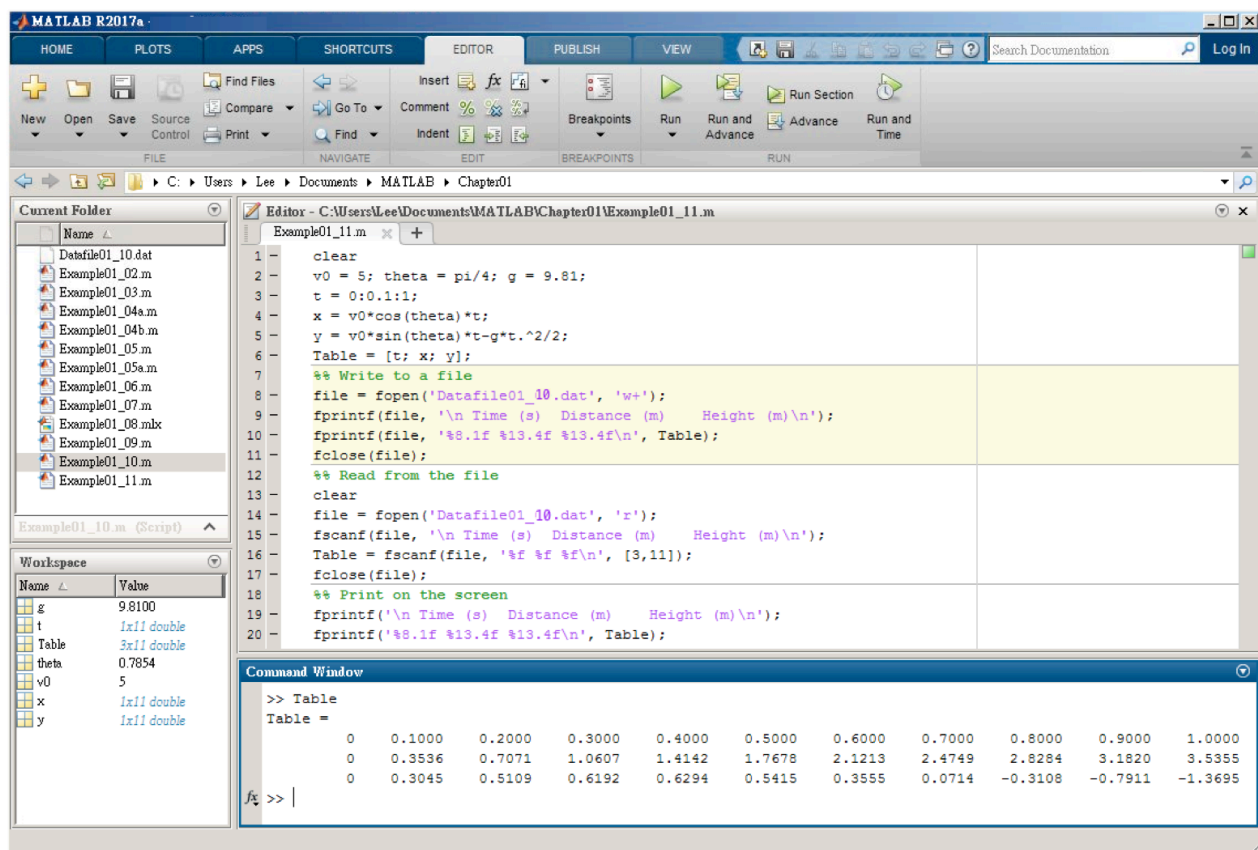 MATLAB R2017a
HOME PLOTS APPS SHORTCUTS EDITOR PUBLISH VIEW Search Documentation Log In
New Open Save Source Control
Find Files
Compare
Print
FILE
Go To
Find
NAVIGATE
Insert fx
Comment %
Indent
EDIT
Breakpoints
BREAKPOINTS
Run
Run and Advance
Run Section
Advance
Run and Time
RUN
C: Users Lee Documents MATLAB Chapter01
Current Folder
Name
Datafile01_10.dat
Example01_02.m
Example01_03.m
Example01_04a.m
Example01_04b.m
Example01_05.m
Example01_05a.m
Example01_06.m
Example01_07.m
Example01_08.mlx
Example01_09.m
Example01_10.m
Example01_11.m
Example01_10.m (Script)
Workspace
Name Value
g 9.8100
t 1x11 double
Table 3x11 double
theta 0.7854
v0 5
x 1x11 double
y 1x11 double
Editor - C:\Users\Lee\Documents\MATLAB\Chapter01\Example01_11.m
Example01_11.m × +
1 – clear
2 – v0 = 5; theta = pi/4; g = 9.81;
3 – t = 0:0.1:1;
4 – x = v0*cos(theta)*t;
5 – y = v0*sin(theta)*t-g*t.^2/2;
6 – Table = [t; x; y];
7 %% Write to a file
8 – file = fopen('Datafile01_10.dat', 'w+');
9 – fprintf(file, '\n Time (s)  Distance (m)    Height (m)\n');
10 – fprintf(file, '%8.1f %13.4f %13.4f\n', Table);
11 – fclose(file);
12 %% Read from the file
13 – clear
14 – file = fopen('Datafile01_10.dat', 'r');
15 – fscanf(file, '\n Time (s)  Distance (m)    Height (m)\n');
16 – Table = fscanf(file, '%f %f %f\n', [3,11]);
17 – fclose(file);
18 %% Print on the screen
19 – fprintf('\n Time (s)  Distance (m)    Height (m)\n');
20 – fprintf('%8.1f %13.4f %13.4f\n', Table);
Command Window
>> Table
Table =
0 0.1000 0.2000 0.3000 0.4000 0.5000 0.6000 0.7000 0.8000 0.9000 1.0000
0 0.3536 0.7071 1.0607 1.4142 1.7678 2.1213 2.4749 2.8284 3.1820 3.5355
0 0.3045 0.5109 0.6192 0.6294 0.5415 0.3555 0.0714 -0.3108 -0.7911 -1.3695
fx >>